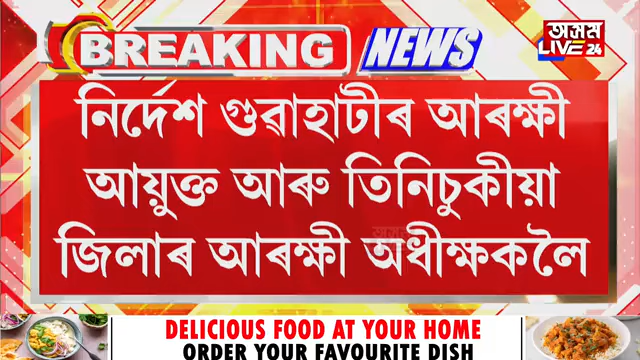 BREAKING NEWS
অসম
LIVE 24
নিৰ্দেশ গুৱাহাটীৰ আৰক্ষী
আয়ুক্ত আৰু তিনিচুকীয়া
জিলাৰ আৰক্ষী অধীক্ষকলৈ
DELICIOUS FOOD AT YOUR HOME
ORDER YOUR FAVOURITE DISH